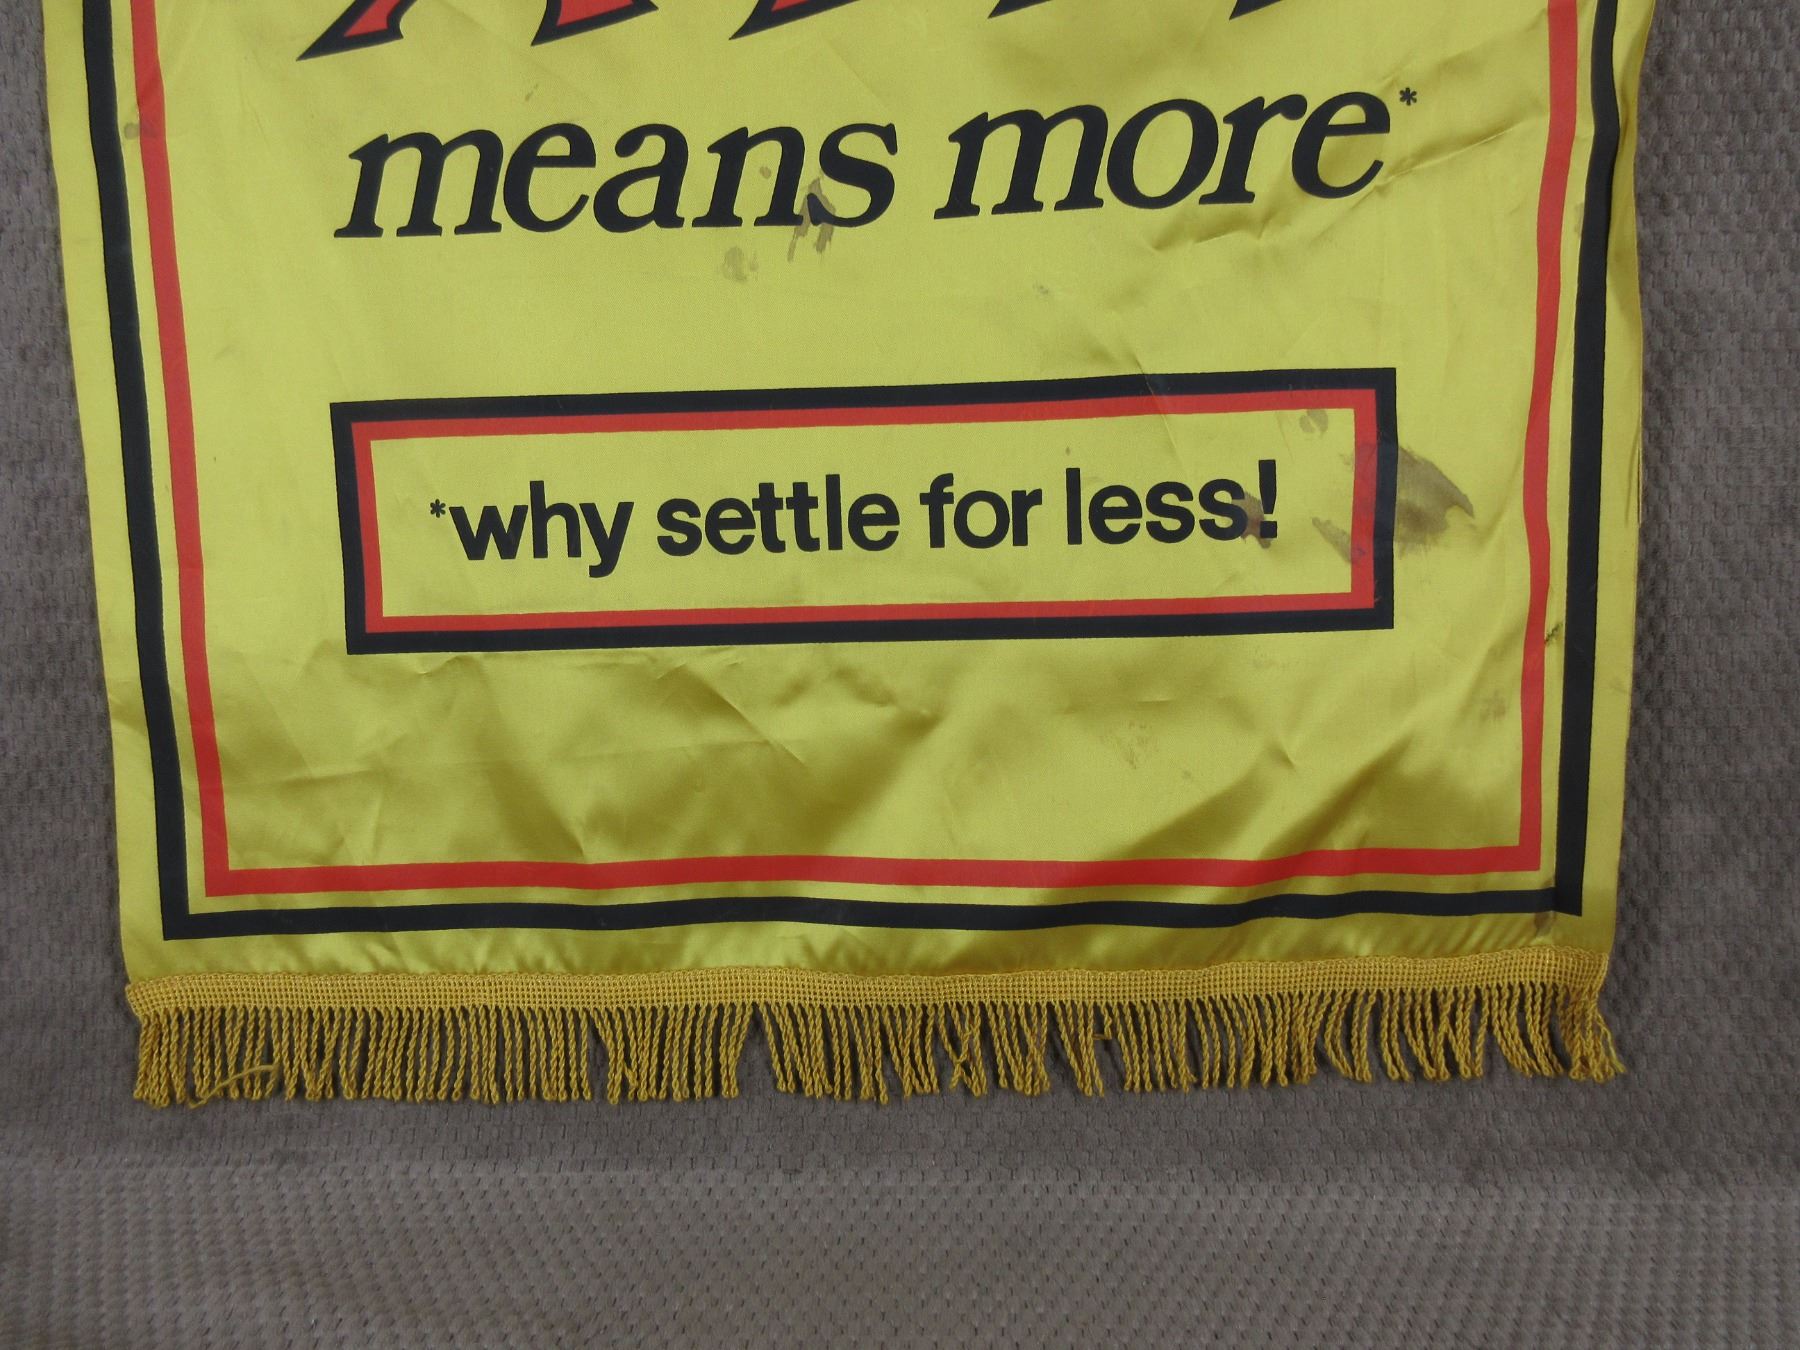 means more*
*why settle for less!